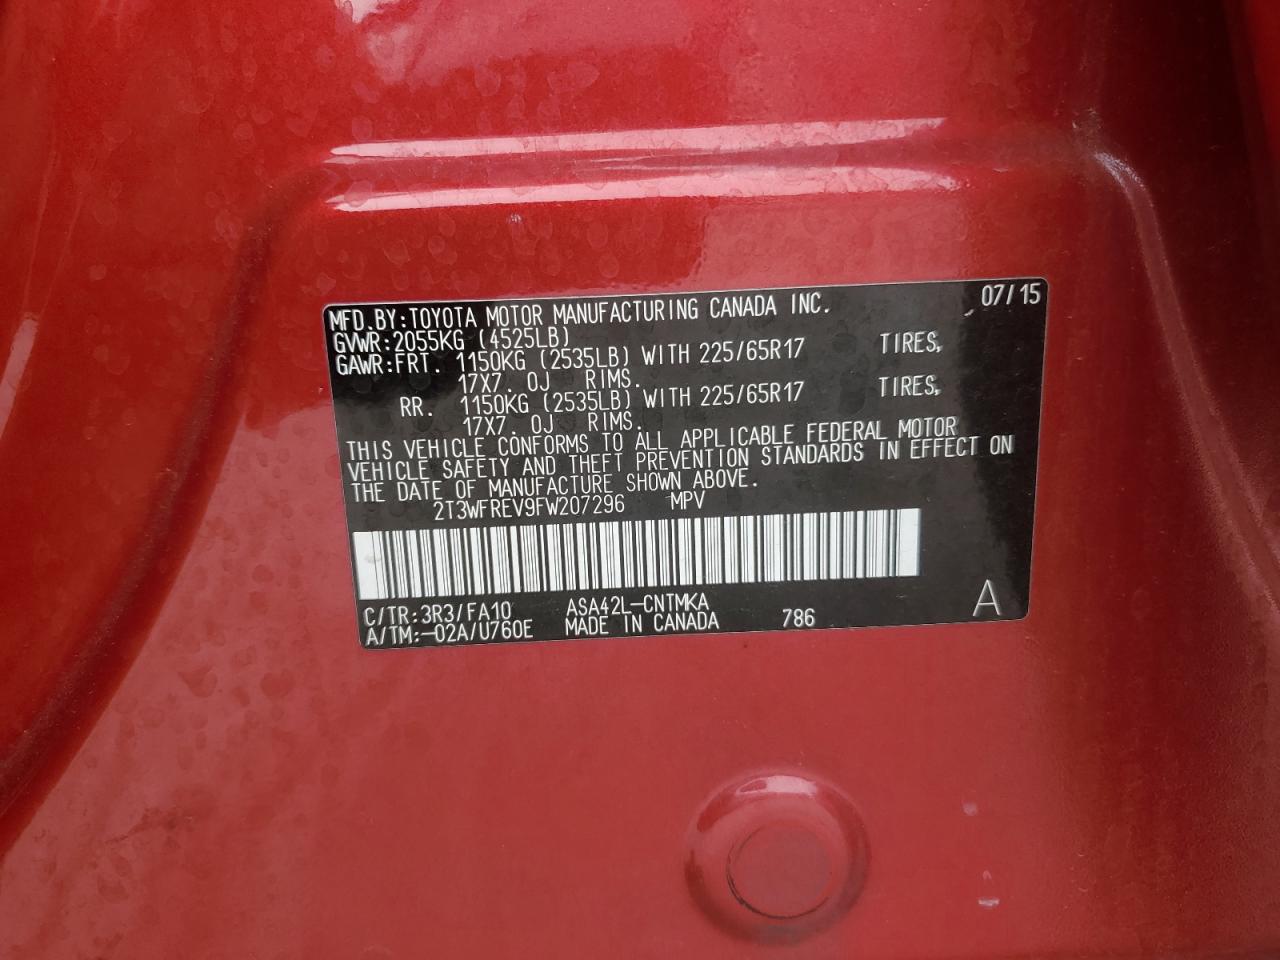 MFD.BY:TOYOTA MOTOR MANUFACTURING CANADA INC. 07/15
GVWR:2055KG (4525LB)
GAWR:FRT. 1150KG (2535LB) WITH 225/65R17 TIRES,
17X7. 0J RIMS.
RR. 1150KG (2535LB) WITH 225/65R17 TIRES,
17X7. 0J RIMS.
THIS VEHICLE CONFORMS TO ALL APPLICABLE FEDERAL MOTOR
VEHICLE SAFETY AND THEFT PREVENTION STANDARDS IN EFFECT ON
THE DATE OF MANUFACTURE SHOWN ABOVE.
2T3WFREV9FW207296 MPV
C/TR:3R3/FA10 ASA42L-CNTMKA
A/TM:-02A/U760E MADE IN CANADA 786 A